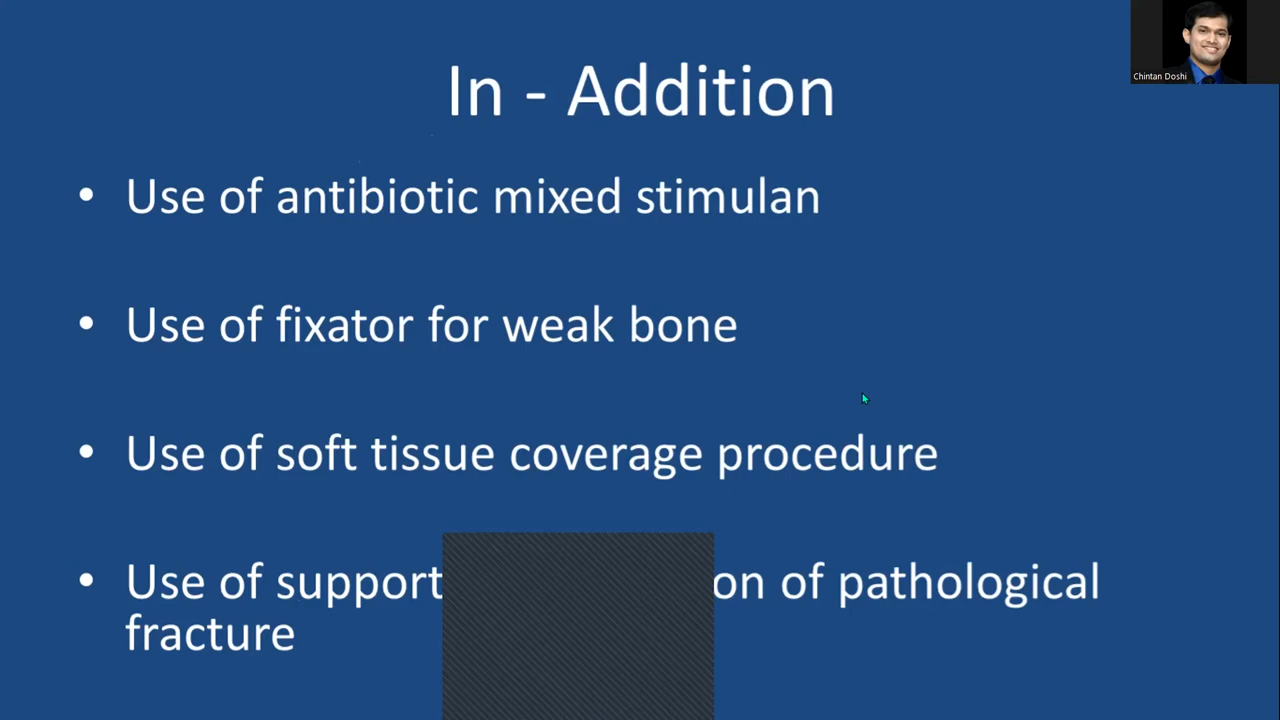 Chintan Doshi
In - Addition
• Use of antibiotic mixed stimulan
• Use of fixator for weak bone
• Use of soft tissue coverage procedure
• Use of support on of pathological
fracture